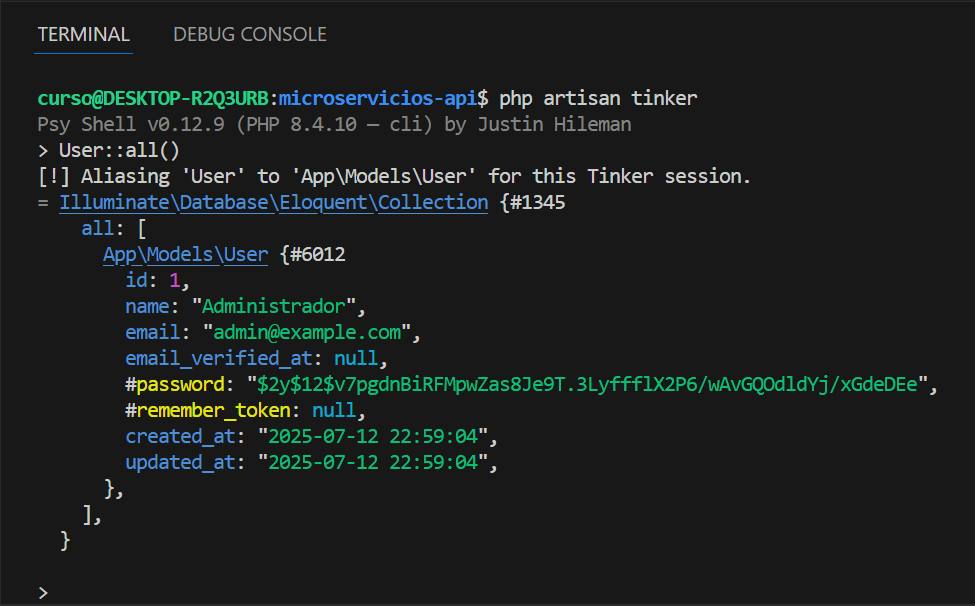 TERMINAL DEBUG CONSOLE
curso@DESKTOP-R2Q3URB:microservicios-api$ php artisan tinker
Psy Shell v0.12.9 (PHP 8.4.10 — cli) by Justin Hileman
> User::all()
[!] Aliasing 'User' to 'App\Models\User' for this Tinker session.
= Illuminate\Database\Eloquent\Collection {#1345
    all: [
      App\Models\User {#6012
        id: 1,
        name: "Administrador",
        email: "admin@example.com",
        email_verified_at: null,
        #password: "$2y$12$v7pgdnBiRFMpwZas8Je9T.3LyffflX2P6/wAvGQOdldYj/xGdeDEe",
        #remember_token: null,
        created_at: "2025-07-12 22:59:04",
        updated_at: "2025-07-12 22:59:04",
      },
    ],
  }
>